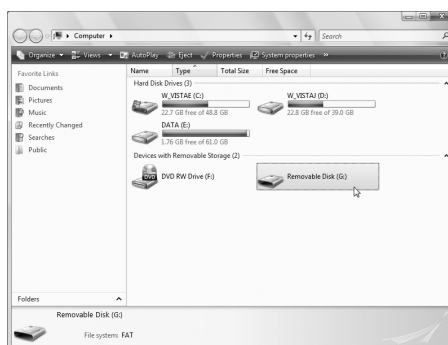 Computer
Search
Organize Views AutoPlay Eject Properties System properties »
Favorite Links
Documents
Pictures
Music
Recently Changed
Searches
Public
Folders
Name Type Total Size Free Space
Hard Disk Drives (3)
W_VISTAE (C:)
22.7 GB free of 48.8 GB
W_VISTAJ (D:)
22.8 GB free of 39.0 GB
DATA (E:)
1.76 GB free of 61.0 GB
Devices with Removable Storage (2)
DVD
DVD RW Drive (F:)
Removable Disk (G:)
Removable Disk (G:)
File system: FAT